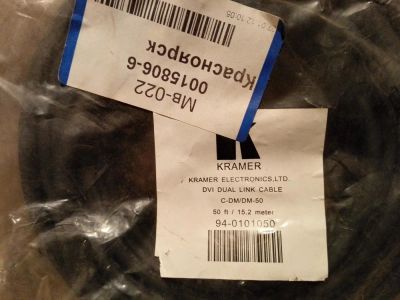 МВ-022
0015806-6
Красноярск
KRAMER
KRAMER ELECTRONICS,LTD.
DVI DUAL LINK CABLE
C-DM/DM-50
50 ft / 15,2 meter
94-0101050